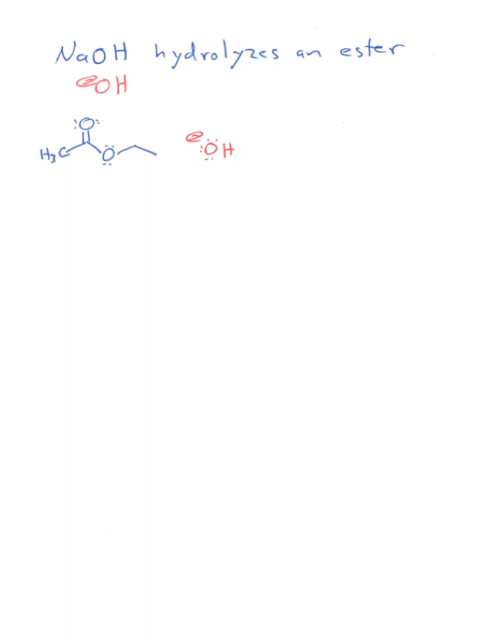 NaOH hydrolyzes an ester
⊖OH
:O:
H3C O ⊖:OH